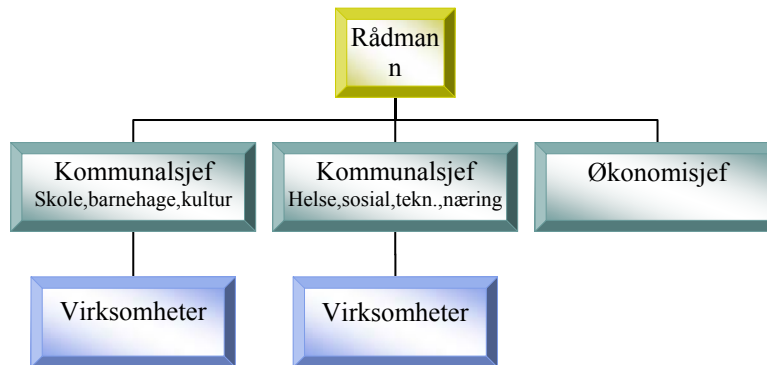 Rådman
n
Kommunalsjef
Skole,barnehage,kultur
Kommunalsjef
Helse,sosial,tekn.,næring
Økonomisjef
Virksomheter
Virksomheter